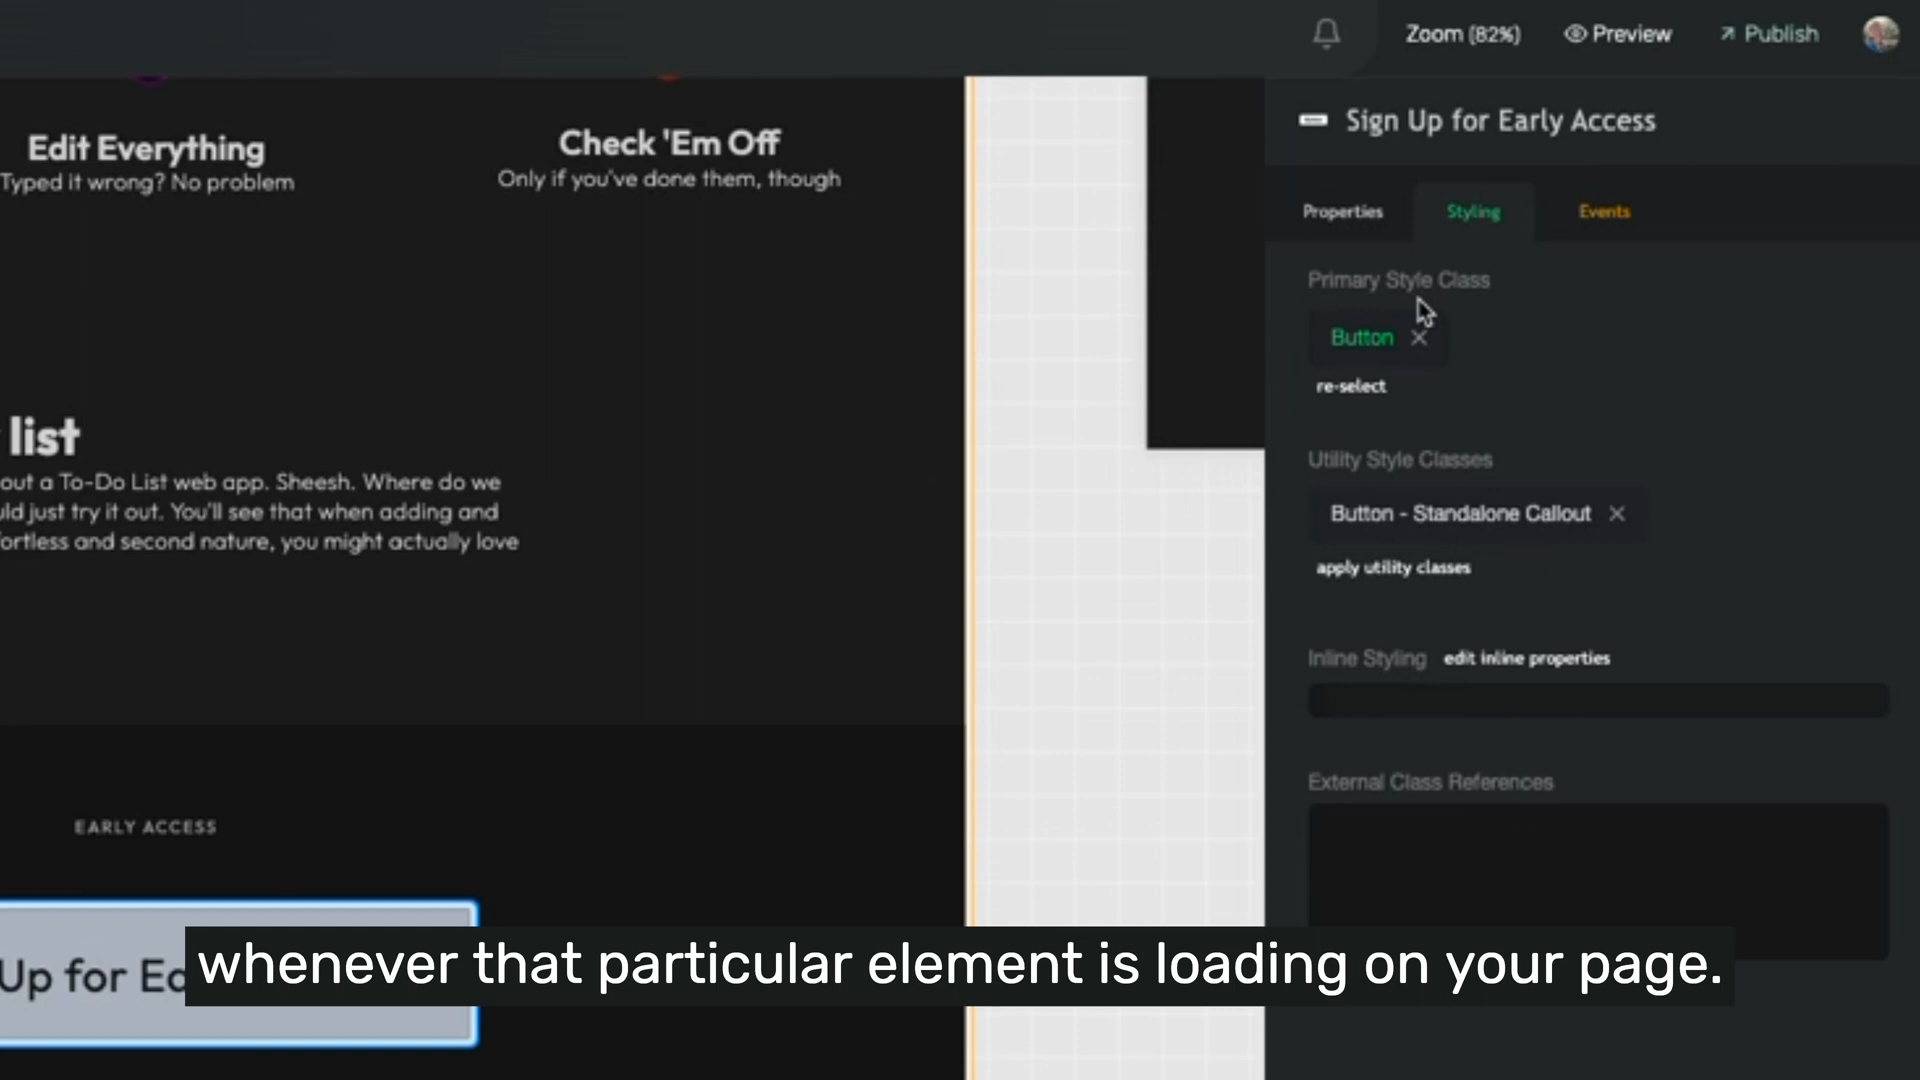 Zoom (82%)
Preview
Publish
Edit Everything
Typed it wrong? No problem
Check 'Em Off
Only if you've done them, though
list
out a To-Do List web app. Sheesh. Where do we
uld just try it out. You'll see that when adding and
ortless and second nature, you might actually love
EARLY ACCESS
Up for Ea
Sign Up for Early Access
Properties
Styling
Events
Primary Style Class
Button
re-select
Utility Style Classes
Button - Standalone Callout
apply utility classes
Inline Styling
edit inline properties
External Class References
whenever that particular element is loading on your page.